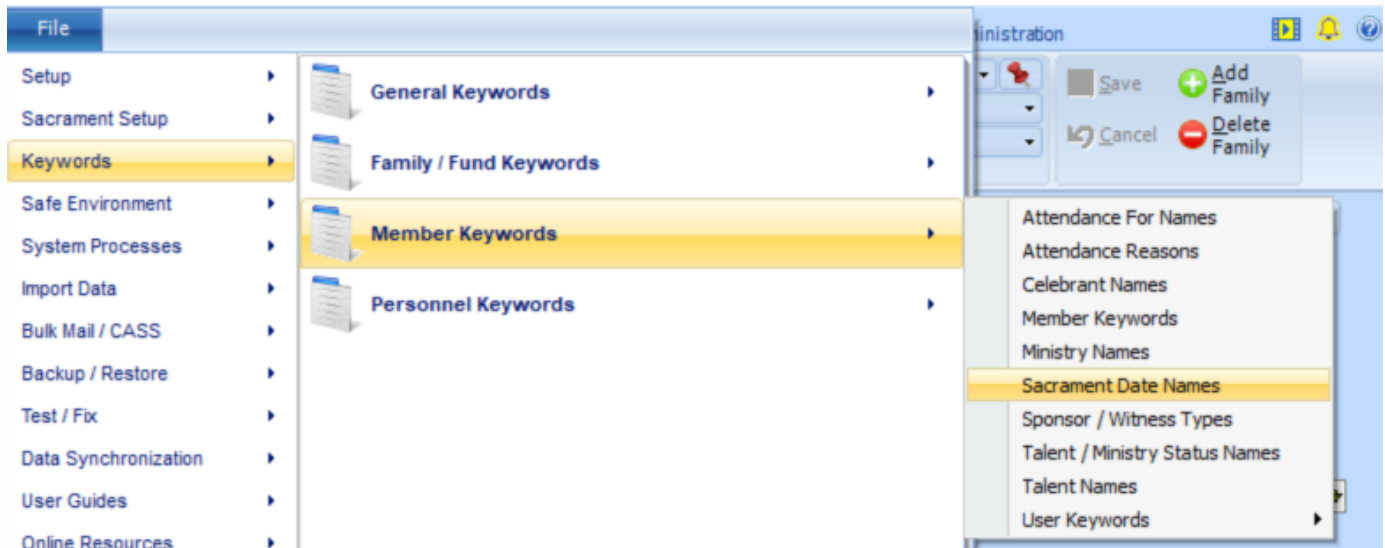 File
inistration
Setup
Sacrament Setup
Keywords
Safe Environment
System Processes
Import Data
Bulk Mail / CASS
Backup / Restore
Test / Fix
Data Synchronization
User Guides
Online Resources
General Keywords
Family / Fund Keywords
Member Keywords
Personnel Keywords
Save
Cancel
Add
Family
Delete
Family
Attendance For Names
Attendance Reasons
Celebrant Names
Member Keywords
Ministry Names
Sacrament Date Names
Sponsor / Witness Types
Talent / Ministry Status Names
Talent Names
User Keywords